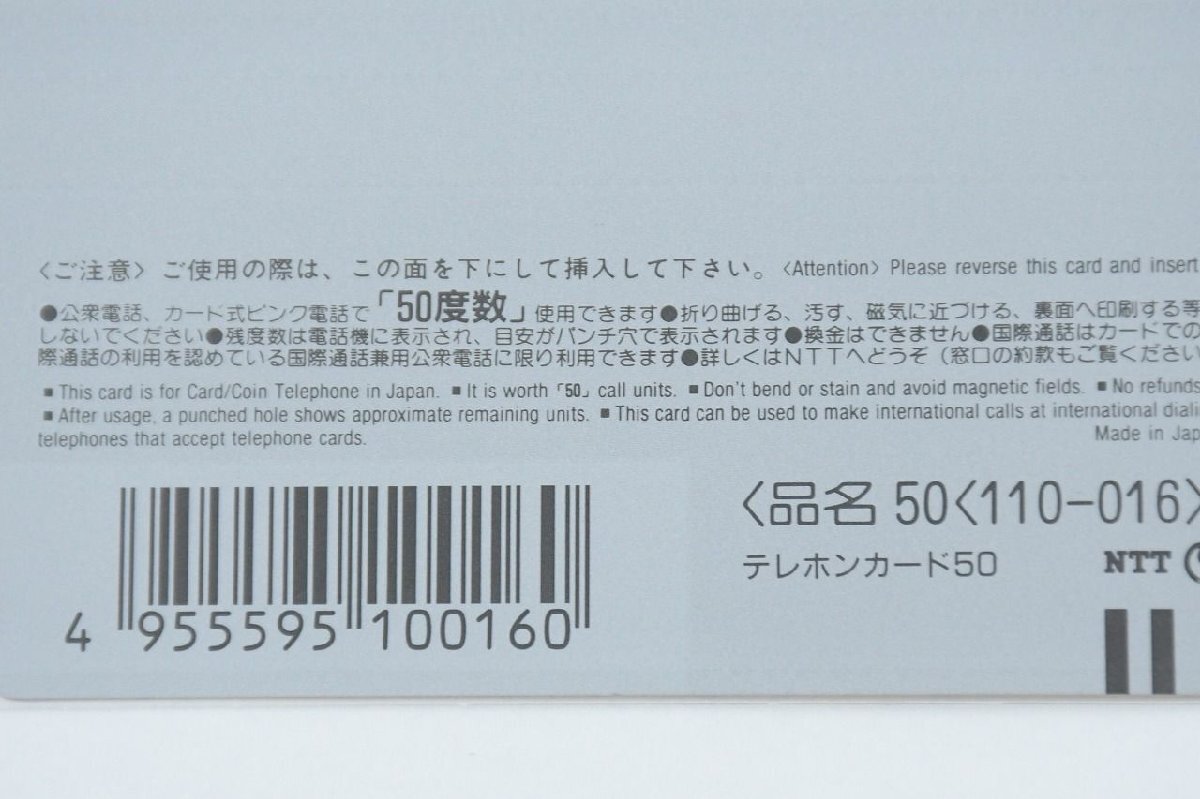 〈ご注意〉ご使用の際は、この面を下にして挿入して下さい。〈Attention〉Please reverse this card and insert
●公衆電話、カード式ピンク電話で「50度数」使用できます●折り曲げる、汚す、磁気に近づける、裏面へ印刷する等
しないでください●残度数は電話機に表示され、目安がパンチ穴で表示されます●換金はできません●国際通話はカードでの
際通話の利用を認めている国際通話兼用公衆電話に限り利用できます●詳しくはNTTへどうぞ（窓口の約款もご覧ください
■This card is for Card/Coin Telephone in Japan. ■It is worth「50」call units. ■Don't bend or stain and avoid magnetic fields. ■No refunds
■After usage, a punched hole shows approximate remaining units. ■This card can be used to make international calls at international
telephones that accept telephone cards.
Made in
4 955595 100160
〈品名 50〈110-016〉
テレホンカード50
NTT